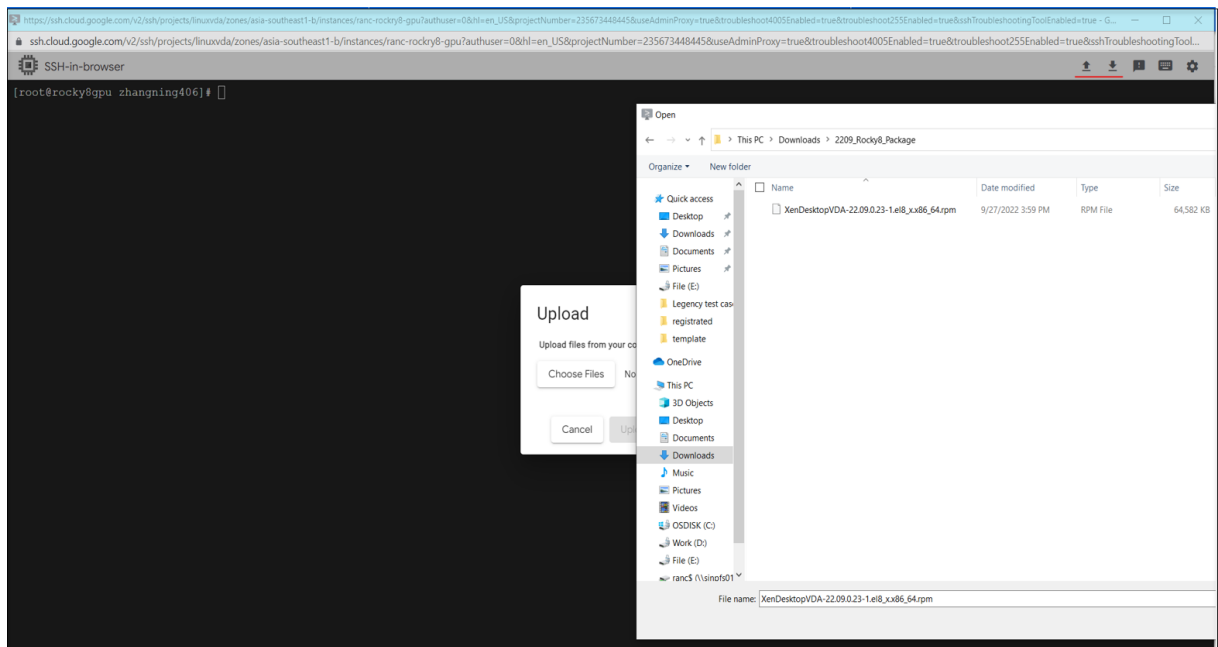 https://ssh.cloud.google.com/v2/ssh/projects/linuxvda/zones/asia-southeast1-b/instances/ranc-rockry8-gpu?authuser=0&hl=en_US&projectNumber=235673448445&useAdminProxy=true&troubleshoot4005Enabled=true&troubleshoot255Enabled=true&sshTroubleshootingToolEnabled=true - G...
ssh.cloud.google.com/v2/ssh/projects/linuxvda/zones/asia-southeast1-b/instances/ranc-rockry8-gpu?authuser=0&hl=en_US&projectNumber=235673448445&useAdminProxy=true&troubleshoot4005Enabled=true&troubleshoot255Enabled=true&sshTroubleshootingTool...
SSH-in-browser
[root@rocky8gpu zhangning406]#
Open
This PC > Downloads > 2209_Rocky8_Package
Organize New folder
Name Date modified Type Size
XenDesktopVDA-22.09.0.23-1.el8_x.x86_64.rpm 9/27/2022 3:59 PM RPM File 64,582 KB
Quick access
Desktop
Downloads
Documents
Pictures
File (E:)
Legency test cas
registrated
template
OneDrive
This PC
3D Objects
Desktop
Documents
Downloads
Music
Pictures
Videos
OSDISK (C:)
Work (D:)
File (E:)
ranc$ (\\sinpfs01
Upload
Upload files from your co
Choose Files No
Cancel Upl
File name: XenDesktopVDA-22.09.0.23-1.el8_x.x86_64.rpm